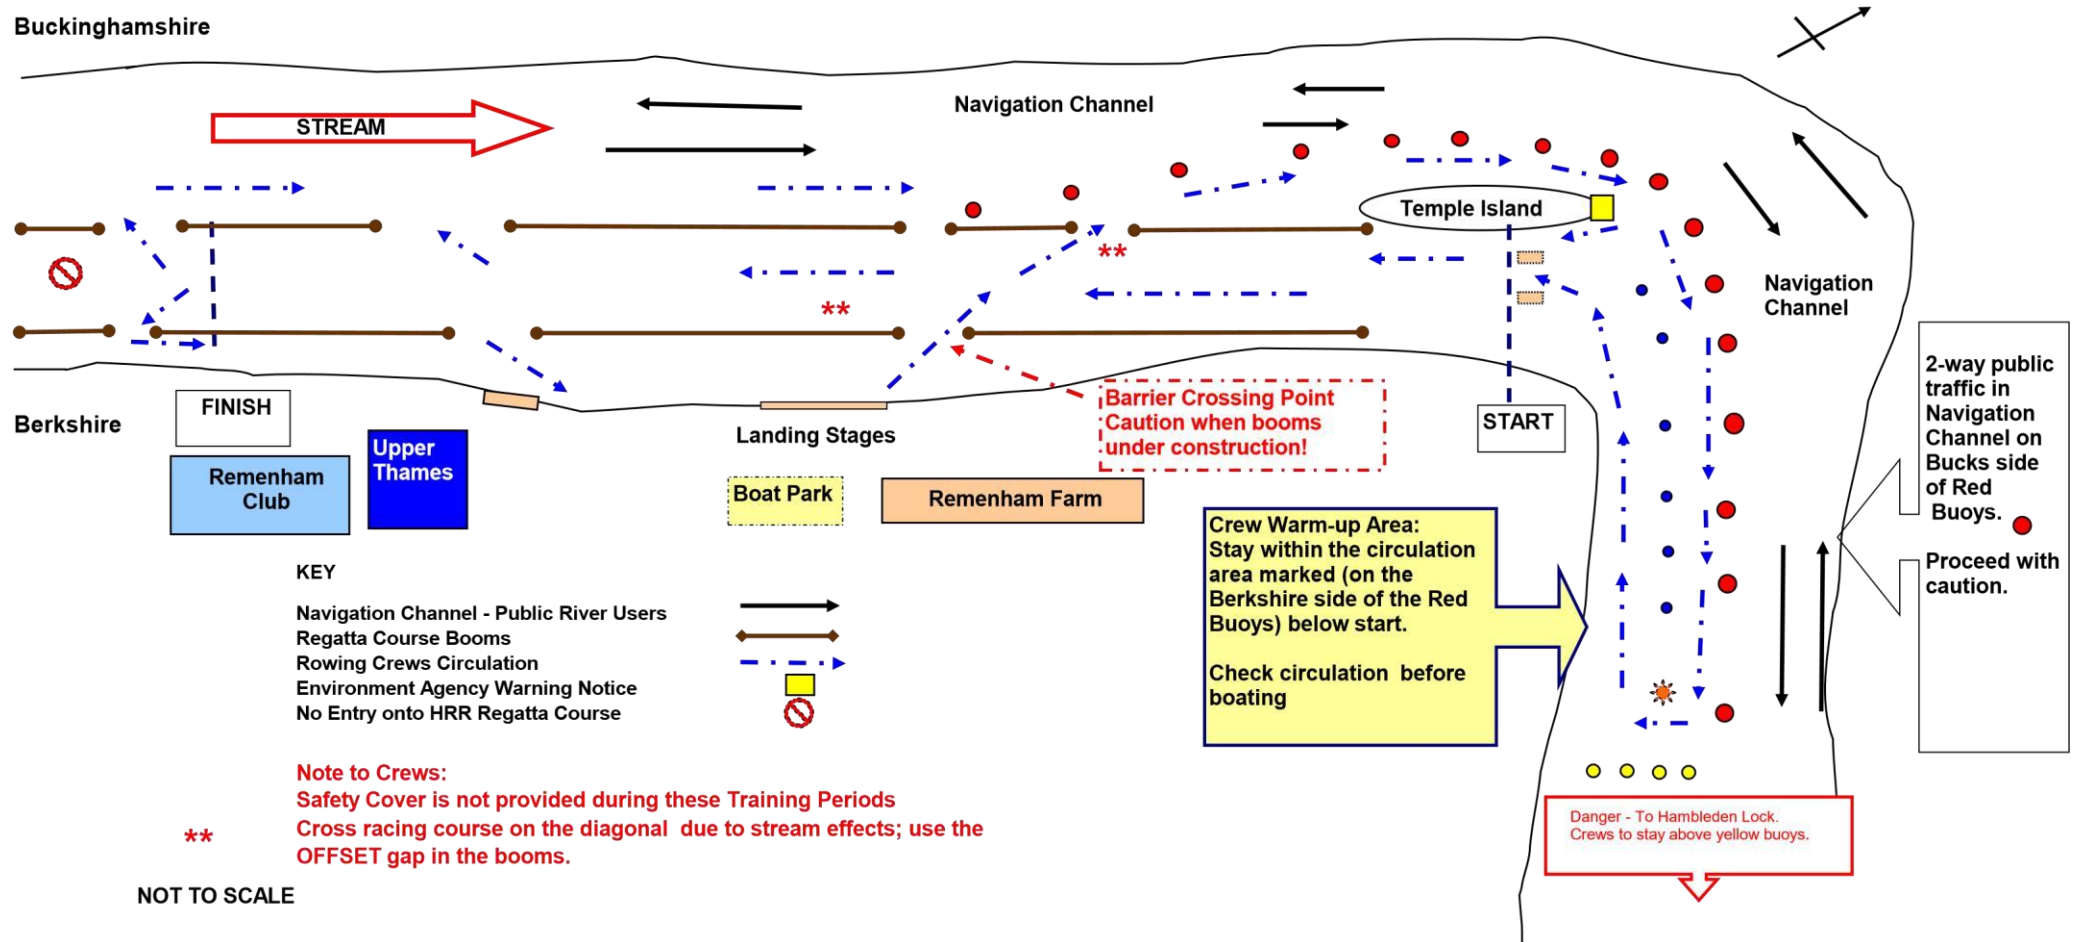 Buckinghamshire
STREAM
Navigation Channel
Temple Island
Navigation
Channel
Berkshire
FINISH
Remenham
Club
Upper
Thames
Landing Stages
Boat Park
Remenham Farm
**
**
Barrier Crossing Point
Caution when booms
under construction!
START
2-way public
traffic in
Navigation
Channel on
Bucks side
of Red
Buoys.
Proceed with
caution.
Crew Warm-up Area:
Stay within the circulation
area marked (on the
Berkshire side of the Red
Buoys) below start.
Check circulation before
boating
KEY
Navigation Channel - Public River Users
Regatta Course Booms
Rowing Crews Circulation
Environment Agency Warning Notice
No Entry onto HRR Regatta Course
Note to Crews:
Safety Cover is not provided during these Training Periods
** Cross racing course on the diagonal due to stream effects; use the
OFFSET gap in the booms.
NOT TO SCALE
Danger - To Hambleden Lock.
Crews to stay above yellow buoys.